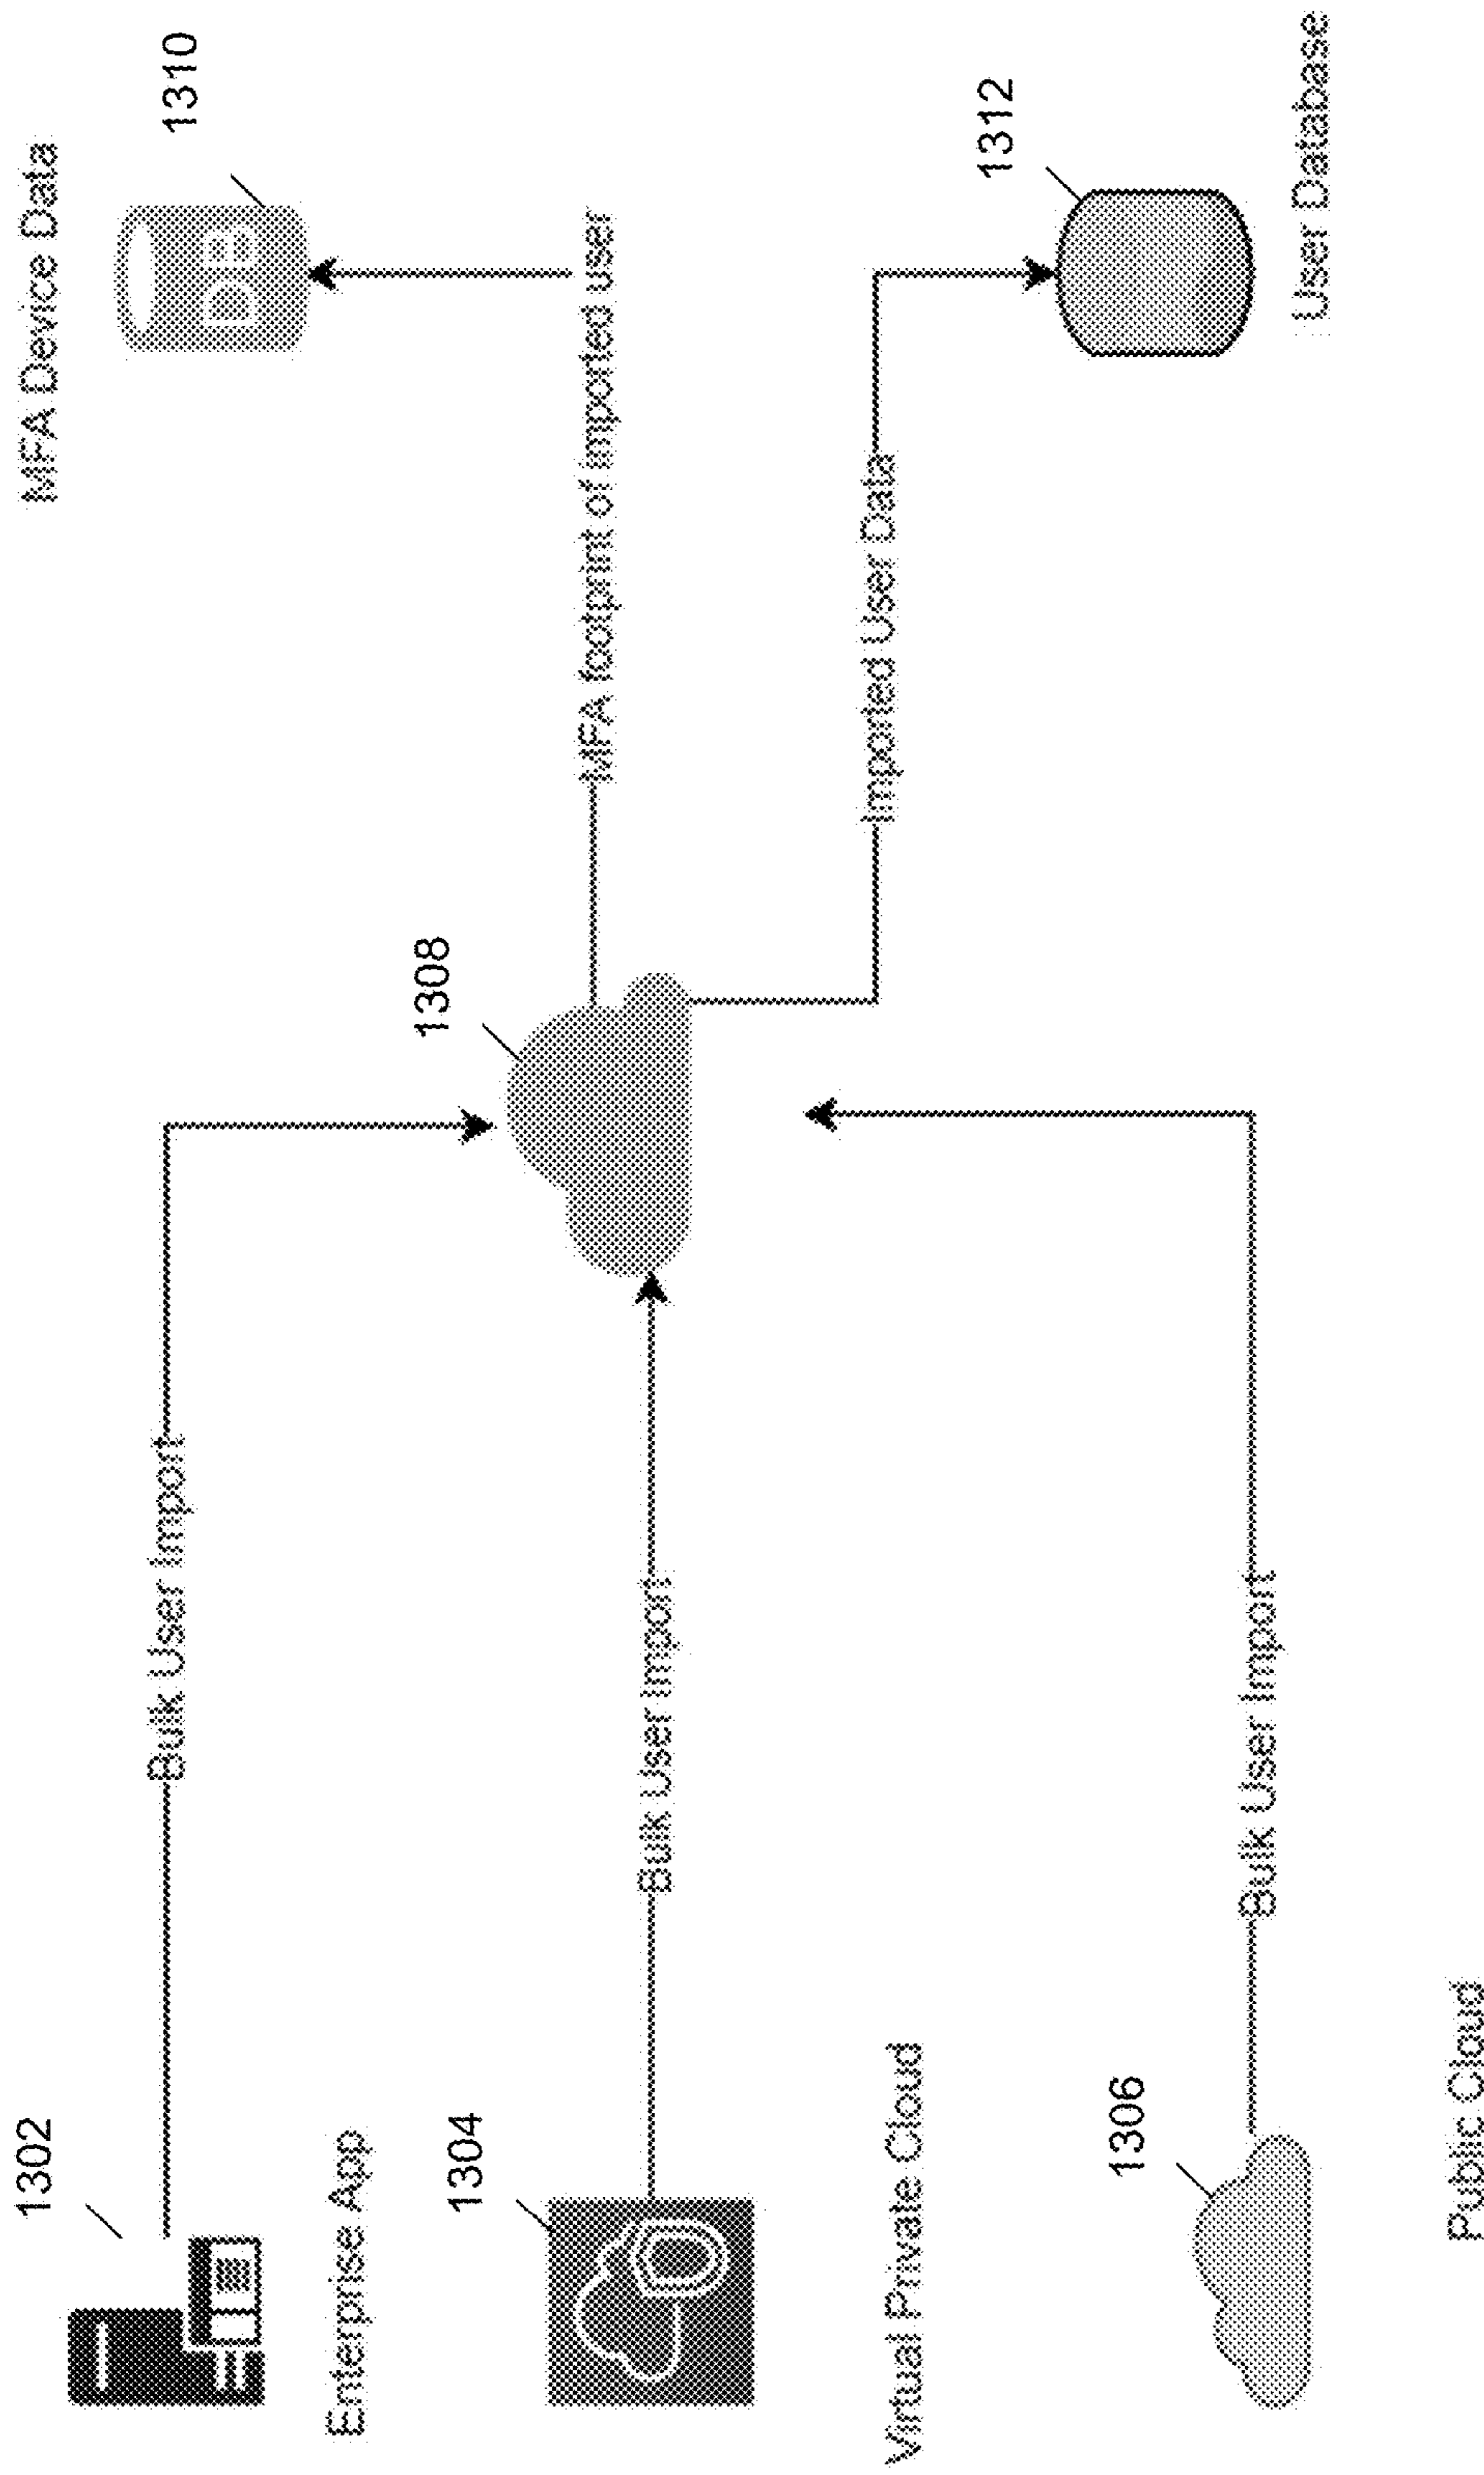 1302
Enterprise App
Bulk User Import
1304
Virtual Private Cloud
Bulk User Import
1306
Public Cloud
Bulk User Import
1308
MFA footprint of imported user
Imported User Data
MFA Device Data
1310
DB
1312
User Database